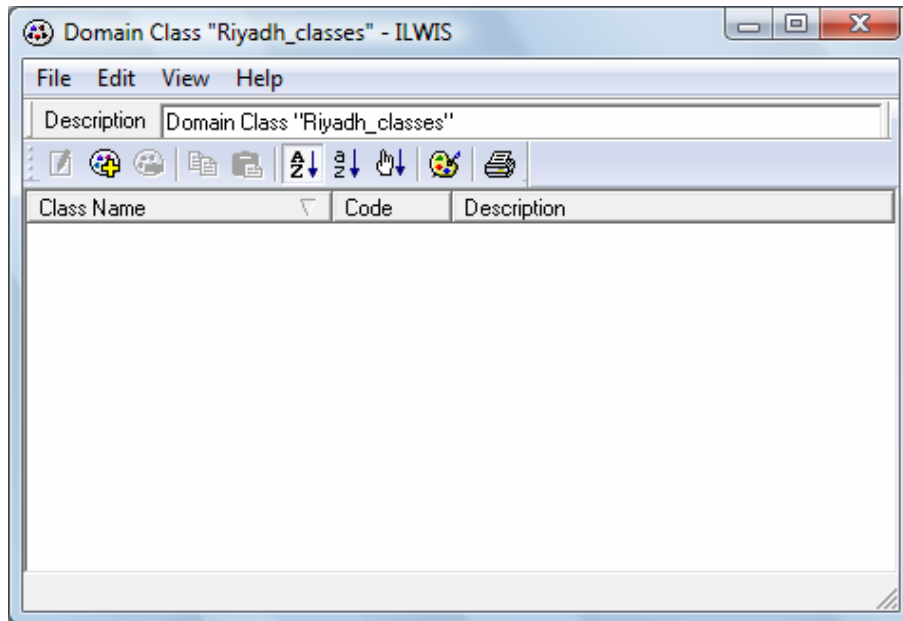 Domain Class "Riyadh_classes" - ILWIS
File Edit View Help
Description Domain Class "Riyadh_classes"
Class Name Code Description